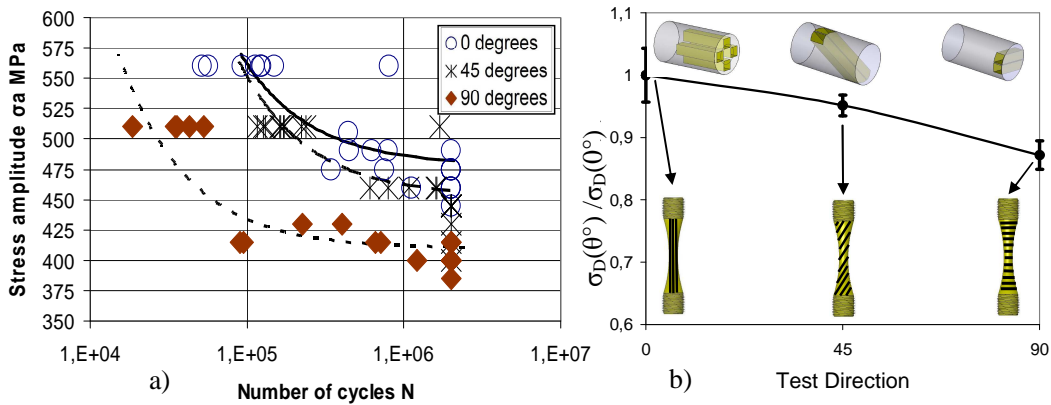 600
575
550
525
500
475
450
425
400
375
350
Stress amplitude σa MPa
0 degrees
45 degrees
90 degrees
1,E+04
1,E+05
1,E+06
1,E+07
a)
Number of cycles N
b)
1,1
1
0,9
0,8
0,7
0,6
σD(θ°) /σD(0°)
0
45
90
Test Direction